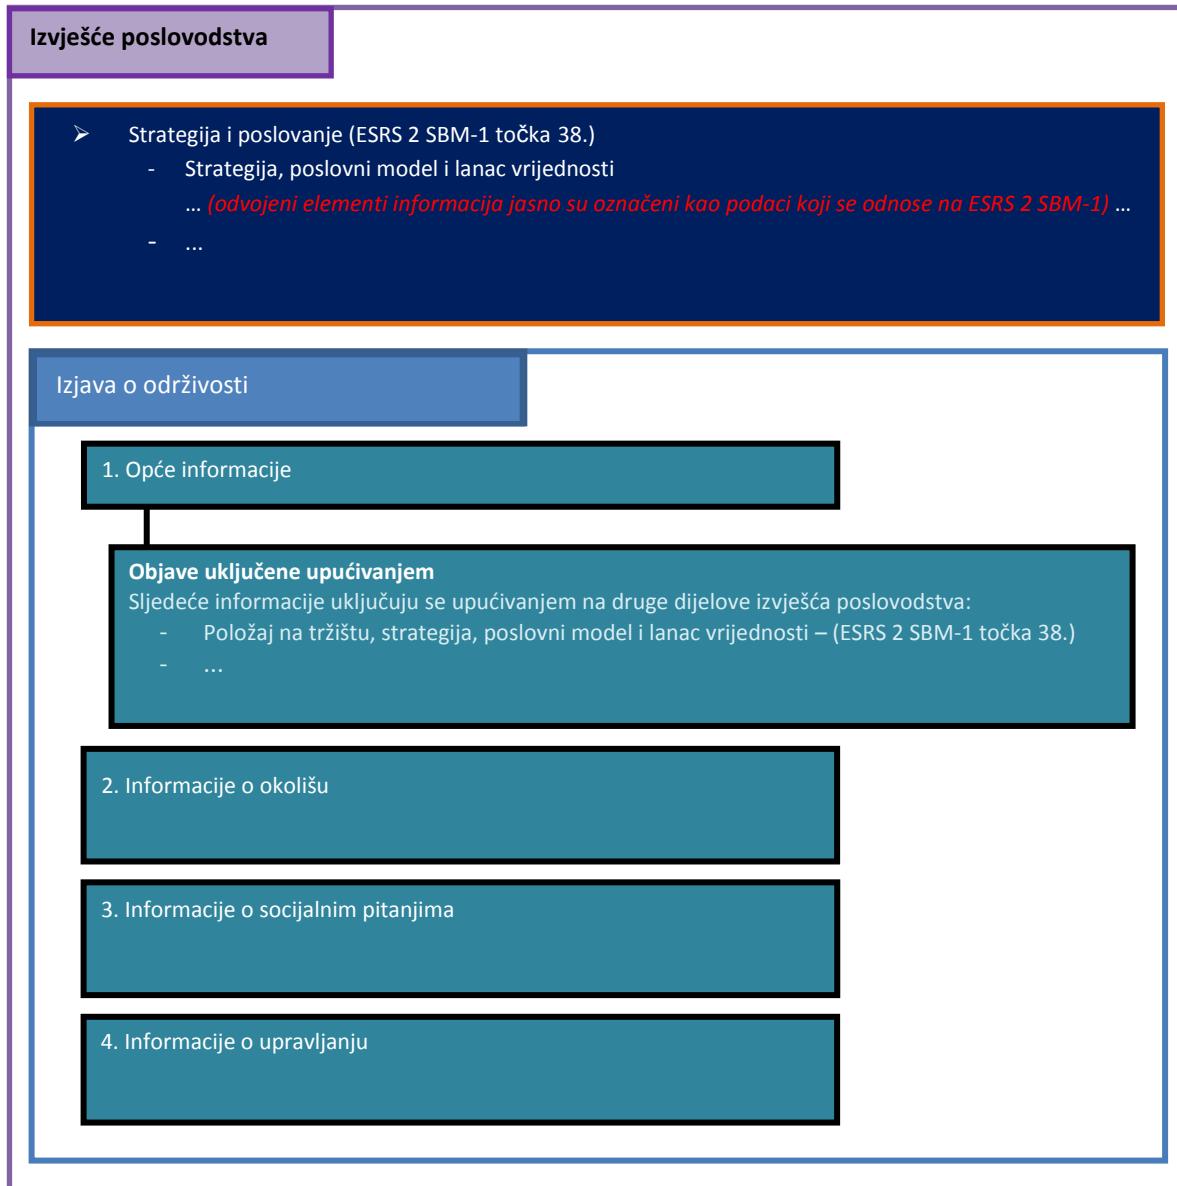 Izvješće poslovodstva
➢ Strategija i poslovanje (ESRS 2 SBM-1 točka 38.)
- Strategija, poslovni model i lanac vrijednosti
... (odvojeni elementi informacija jasno su označeni kao podaci koji se odnose na ESRS 2 SBM-1) ...
- ...
Izjava o održivosti
1. Opće informacije
Objave uključene upućivanjem
Sljedeće informacije uključuju se upućivanjem na druge dijelove izvješća poslovodstva:
- Položaj na tržištu, strategija, poslovni model i lanac vrijednosti – (ESRS 2 SBM-1 točka 38.)
- ...
2. Informacije o okolišu
3. Informacije o socijalnim pitanjima
4. Informacije o upravljanju